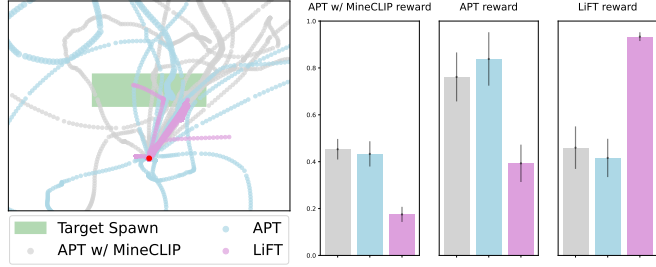 APT w/ MineCLIP reward
APT reward
LiFT reward
1.0
0.8
0.6
0.4
0.2
0.0
Target Spawn
APT w/ MineCLIP
APT
LiFT